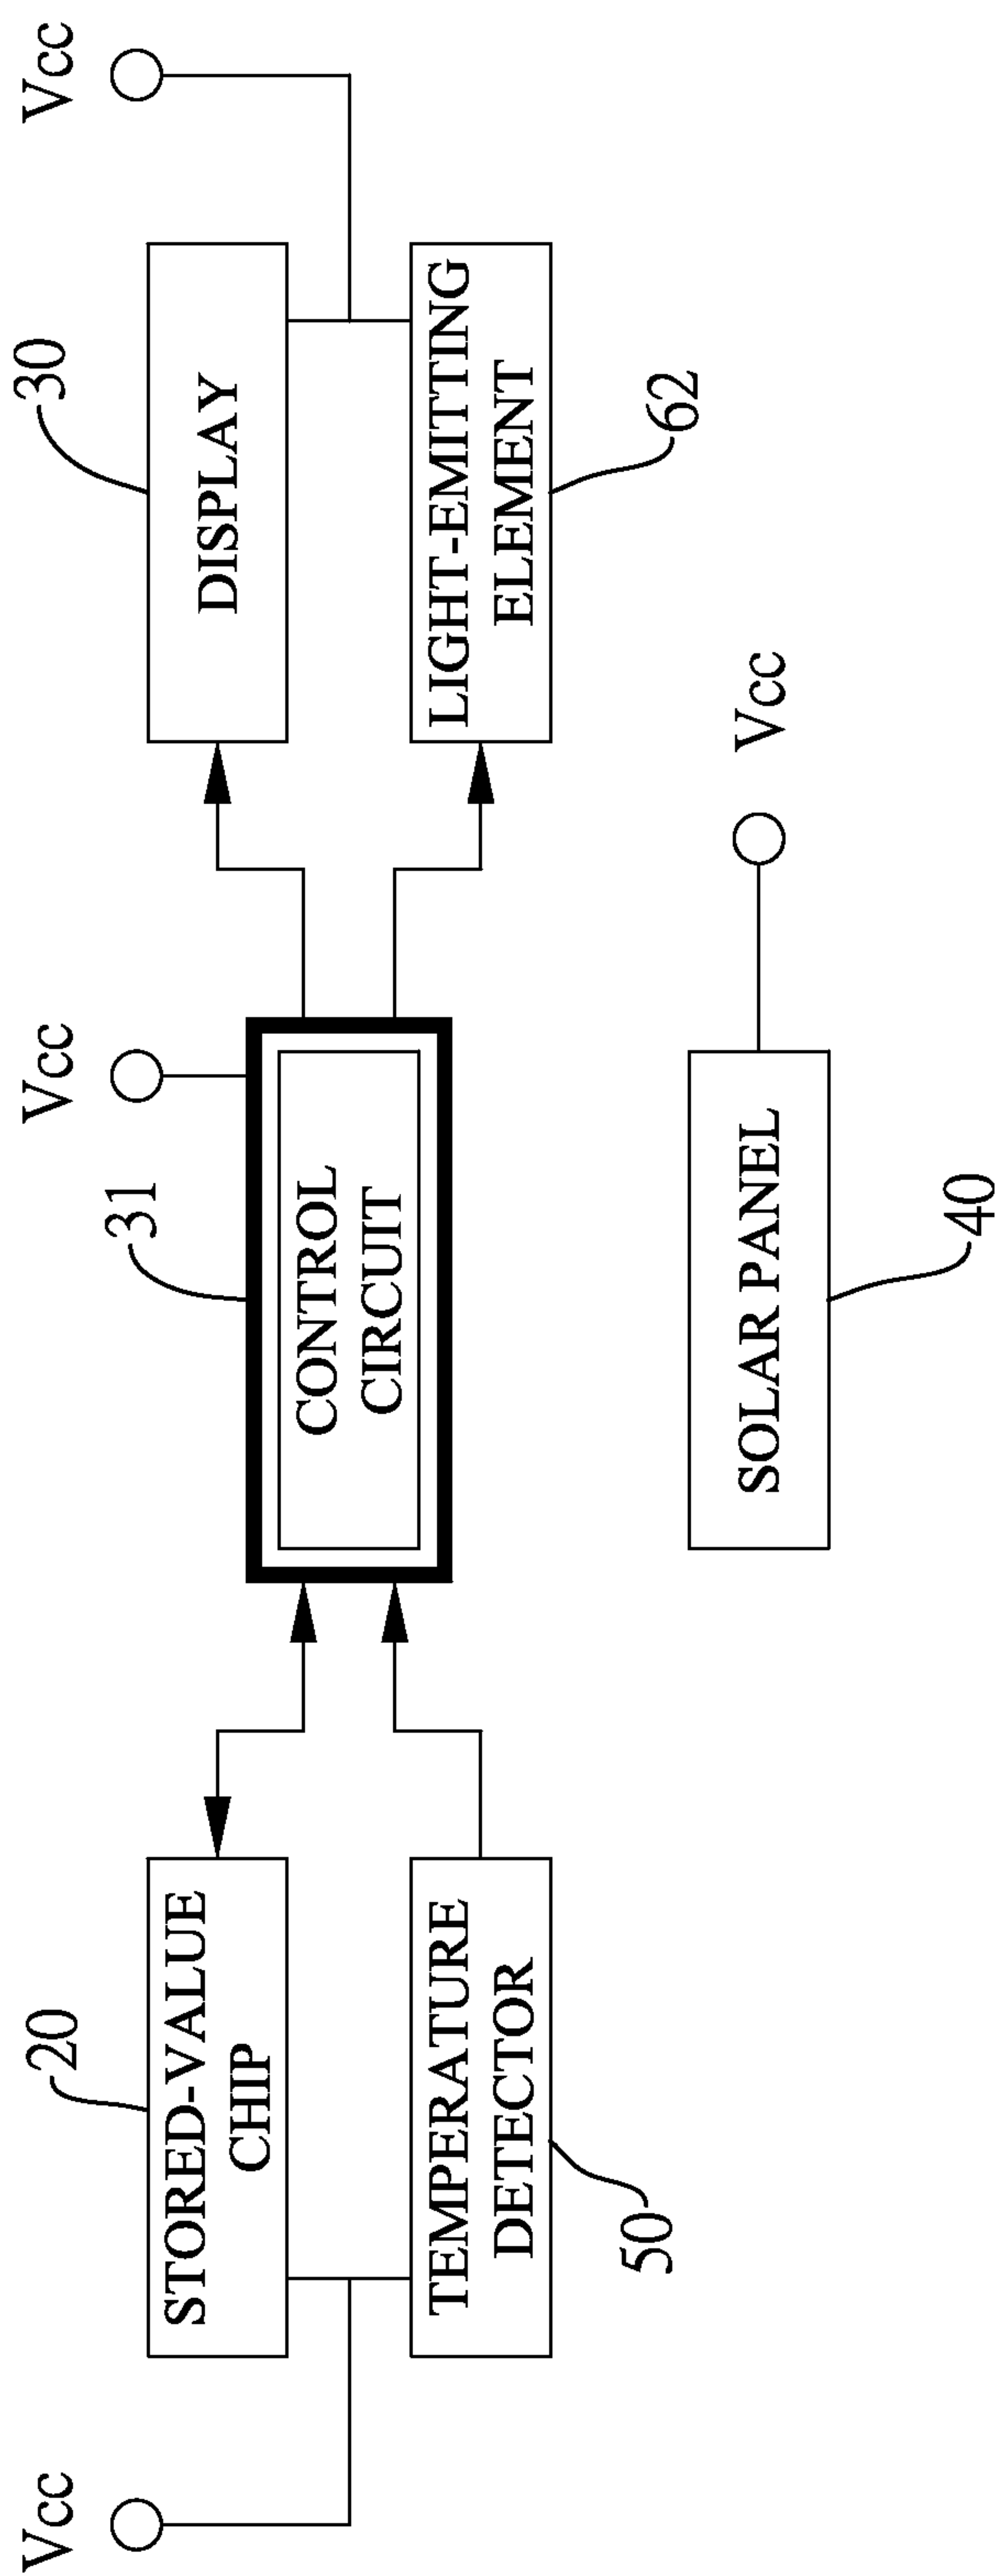 Vcc
20
STORED-VALUE
CHIP
TEMPERATURE
DETECTOR
50
Vcc
31
CONTROL
CIRCUIT
SOLAR PANEL
40
Vcc
30
DISPLAY
LIGHT-EMITTING
ELEMENT
62
Vcc